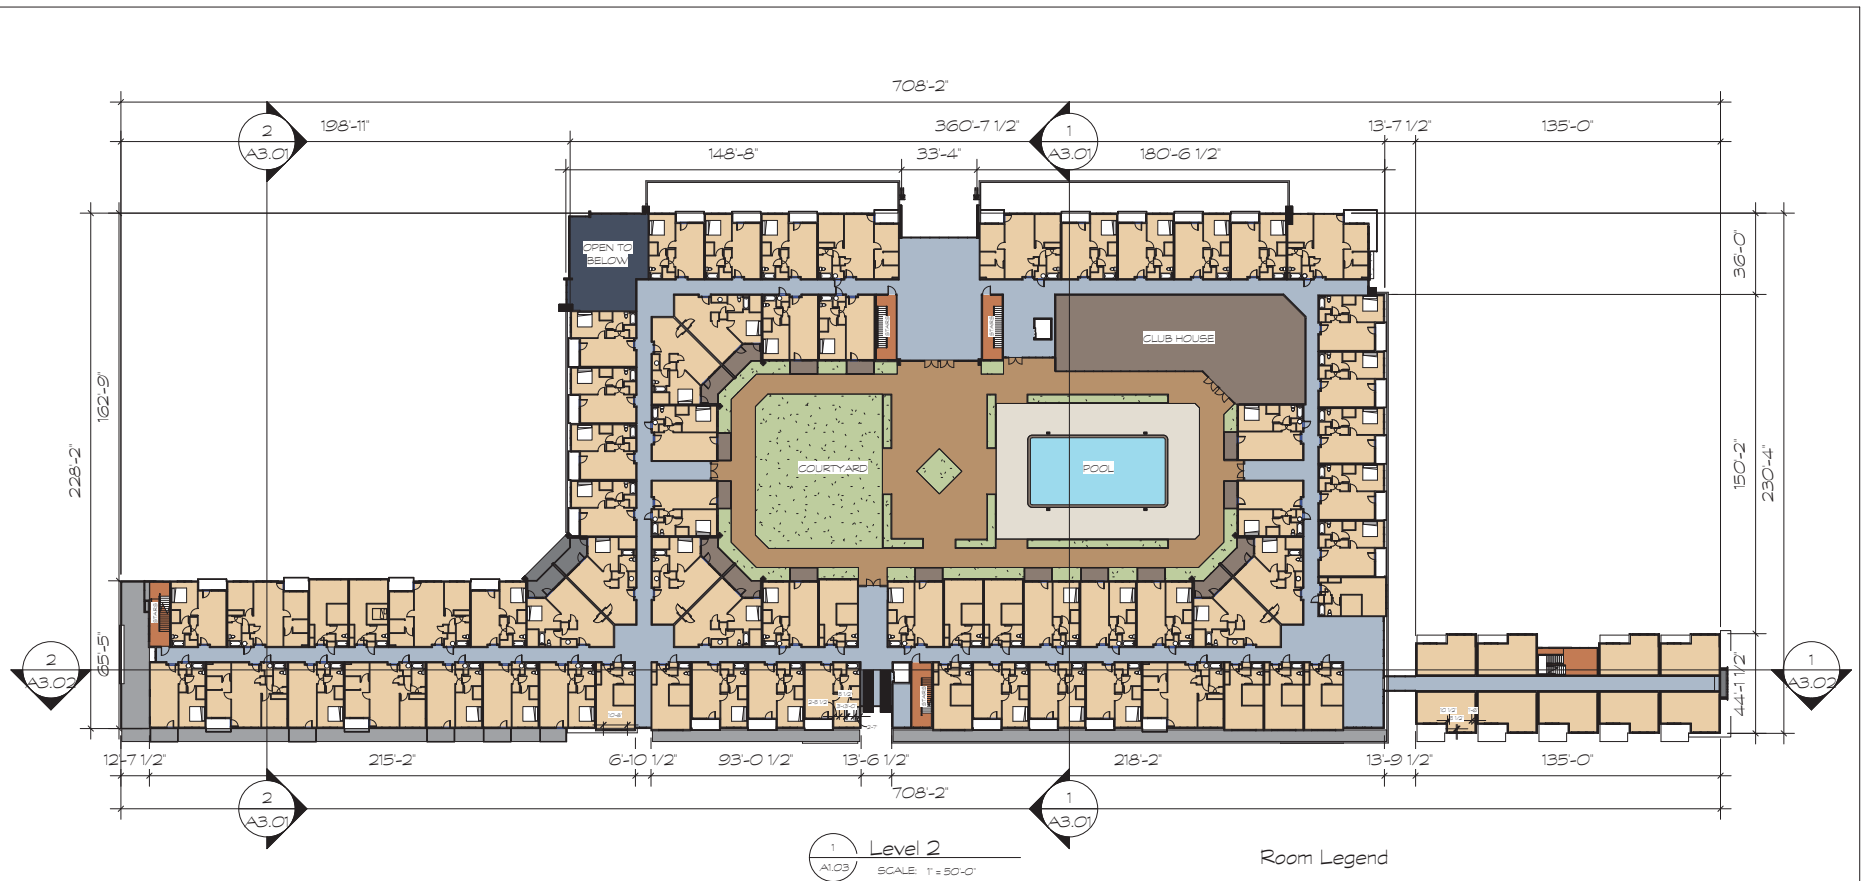 708'-2"
2
A3.01
198'-11"
360'-7 1/2"
1
A3.01
13'-7 1/2"
135'-0"
148'-8"
33'-4"
180'-6 1/2"
OPEN TO
BELOW
36'-0"
STAIRS
STAIRS
CLUB HOUSE
162'-9"
228'-2"
COURTYARD
POOL
150'-2"
230'-4"
65'-5"
2
A3.02
44'-1 1/2"
1
A3.02
10'-8"
12'-7 1/2"
215'-2"
6'-10 1/2"
93'-0 1/2"
13'-6 1/2"
218'-2"
13'-9 1/2"
135'-0"
708'-2"
2
A3.01
1
A3.01
1
A1.03
Level 2
SCALE: 1" = 50'-0"
Room Legend